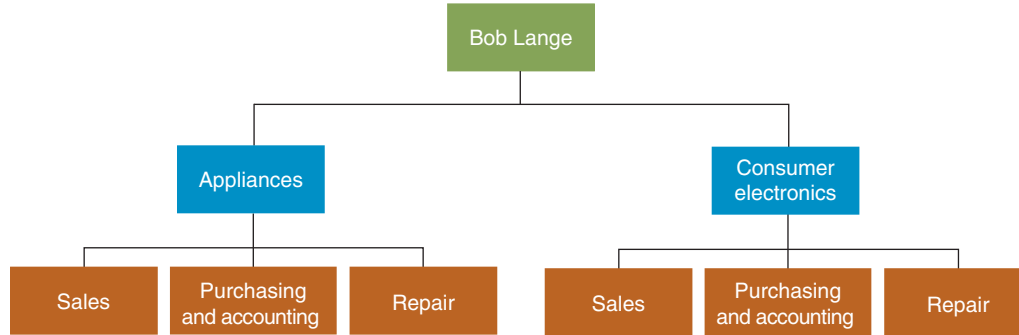 Bob Lange
Appliances
Consumer
electronics
Sales
Purchasing
and accounting
Repair
Sales
Purchasing
and accounting
Repair